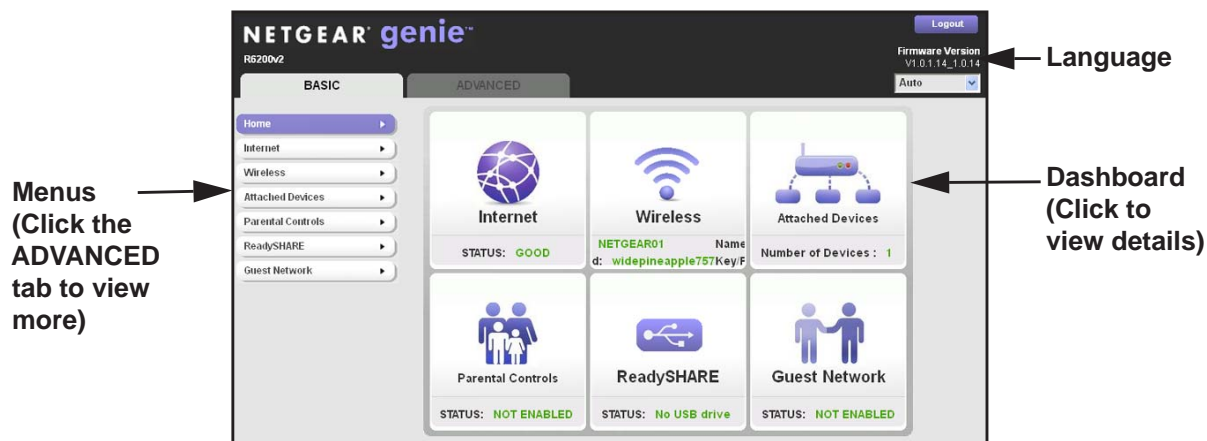 NETGEAR® genie™
R6200v2
Logout
Firmware Version
V1.0.1.14_1.0.14
Auto
Language
BASIC
ADVANCED
Home
Internet
Wireless
Attached Devices
Parental Controls
ReadySHARE
Guest Network
Menus
(Click the
ADVANCED
tab to view
more)
Internet
STATUS: GOOD
Wireless
NETGEAR01 Name
d: widepineapple757Key/F
Attached Devices
Number of Devices : 1
Parental Controls
STATUS: NOT ENABLED
ReadySHARE
STATUS: No USB drive
Guest Network
STATUS: NOT ENABLED
Dashboard
(Click to
view details)